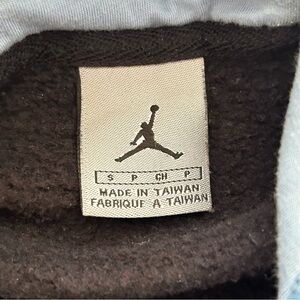 S P CH P
MADE IN TAIWAN
FABRIQUE A TAIWAN